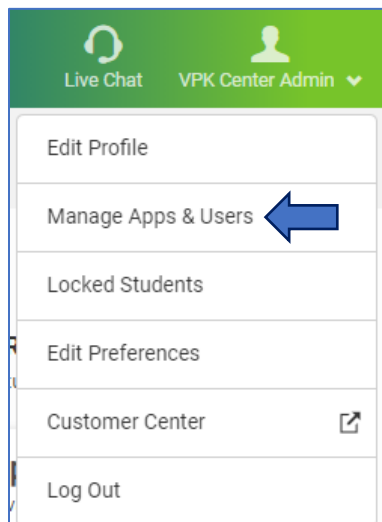 Live Chat
VPK Center Admin
Edit Profile
Manage Apps & Users
Locked Students
Edit Preferences
Customer Center
Log Out